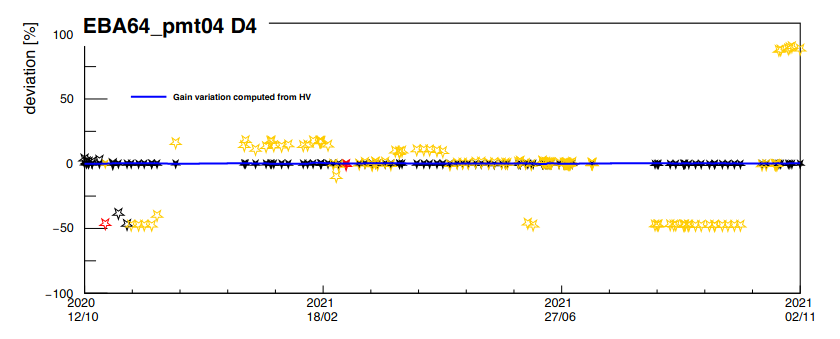 EBA64_pmt04 D4
deviation [%]
100
50
0
−50
−100
Gain variation computed from HV
2020 2021 2021 2021
12/10 18/02 27/06 02/11